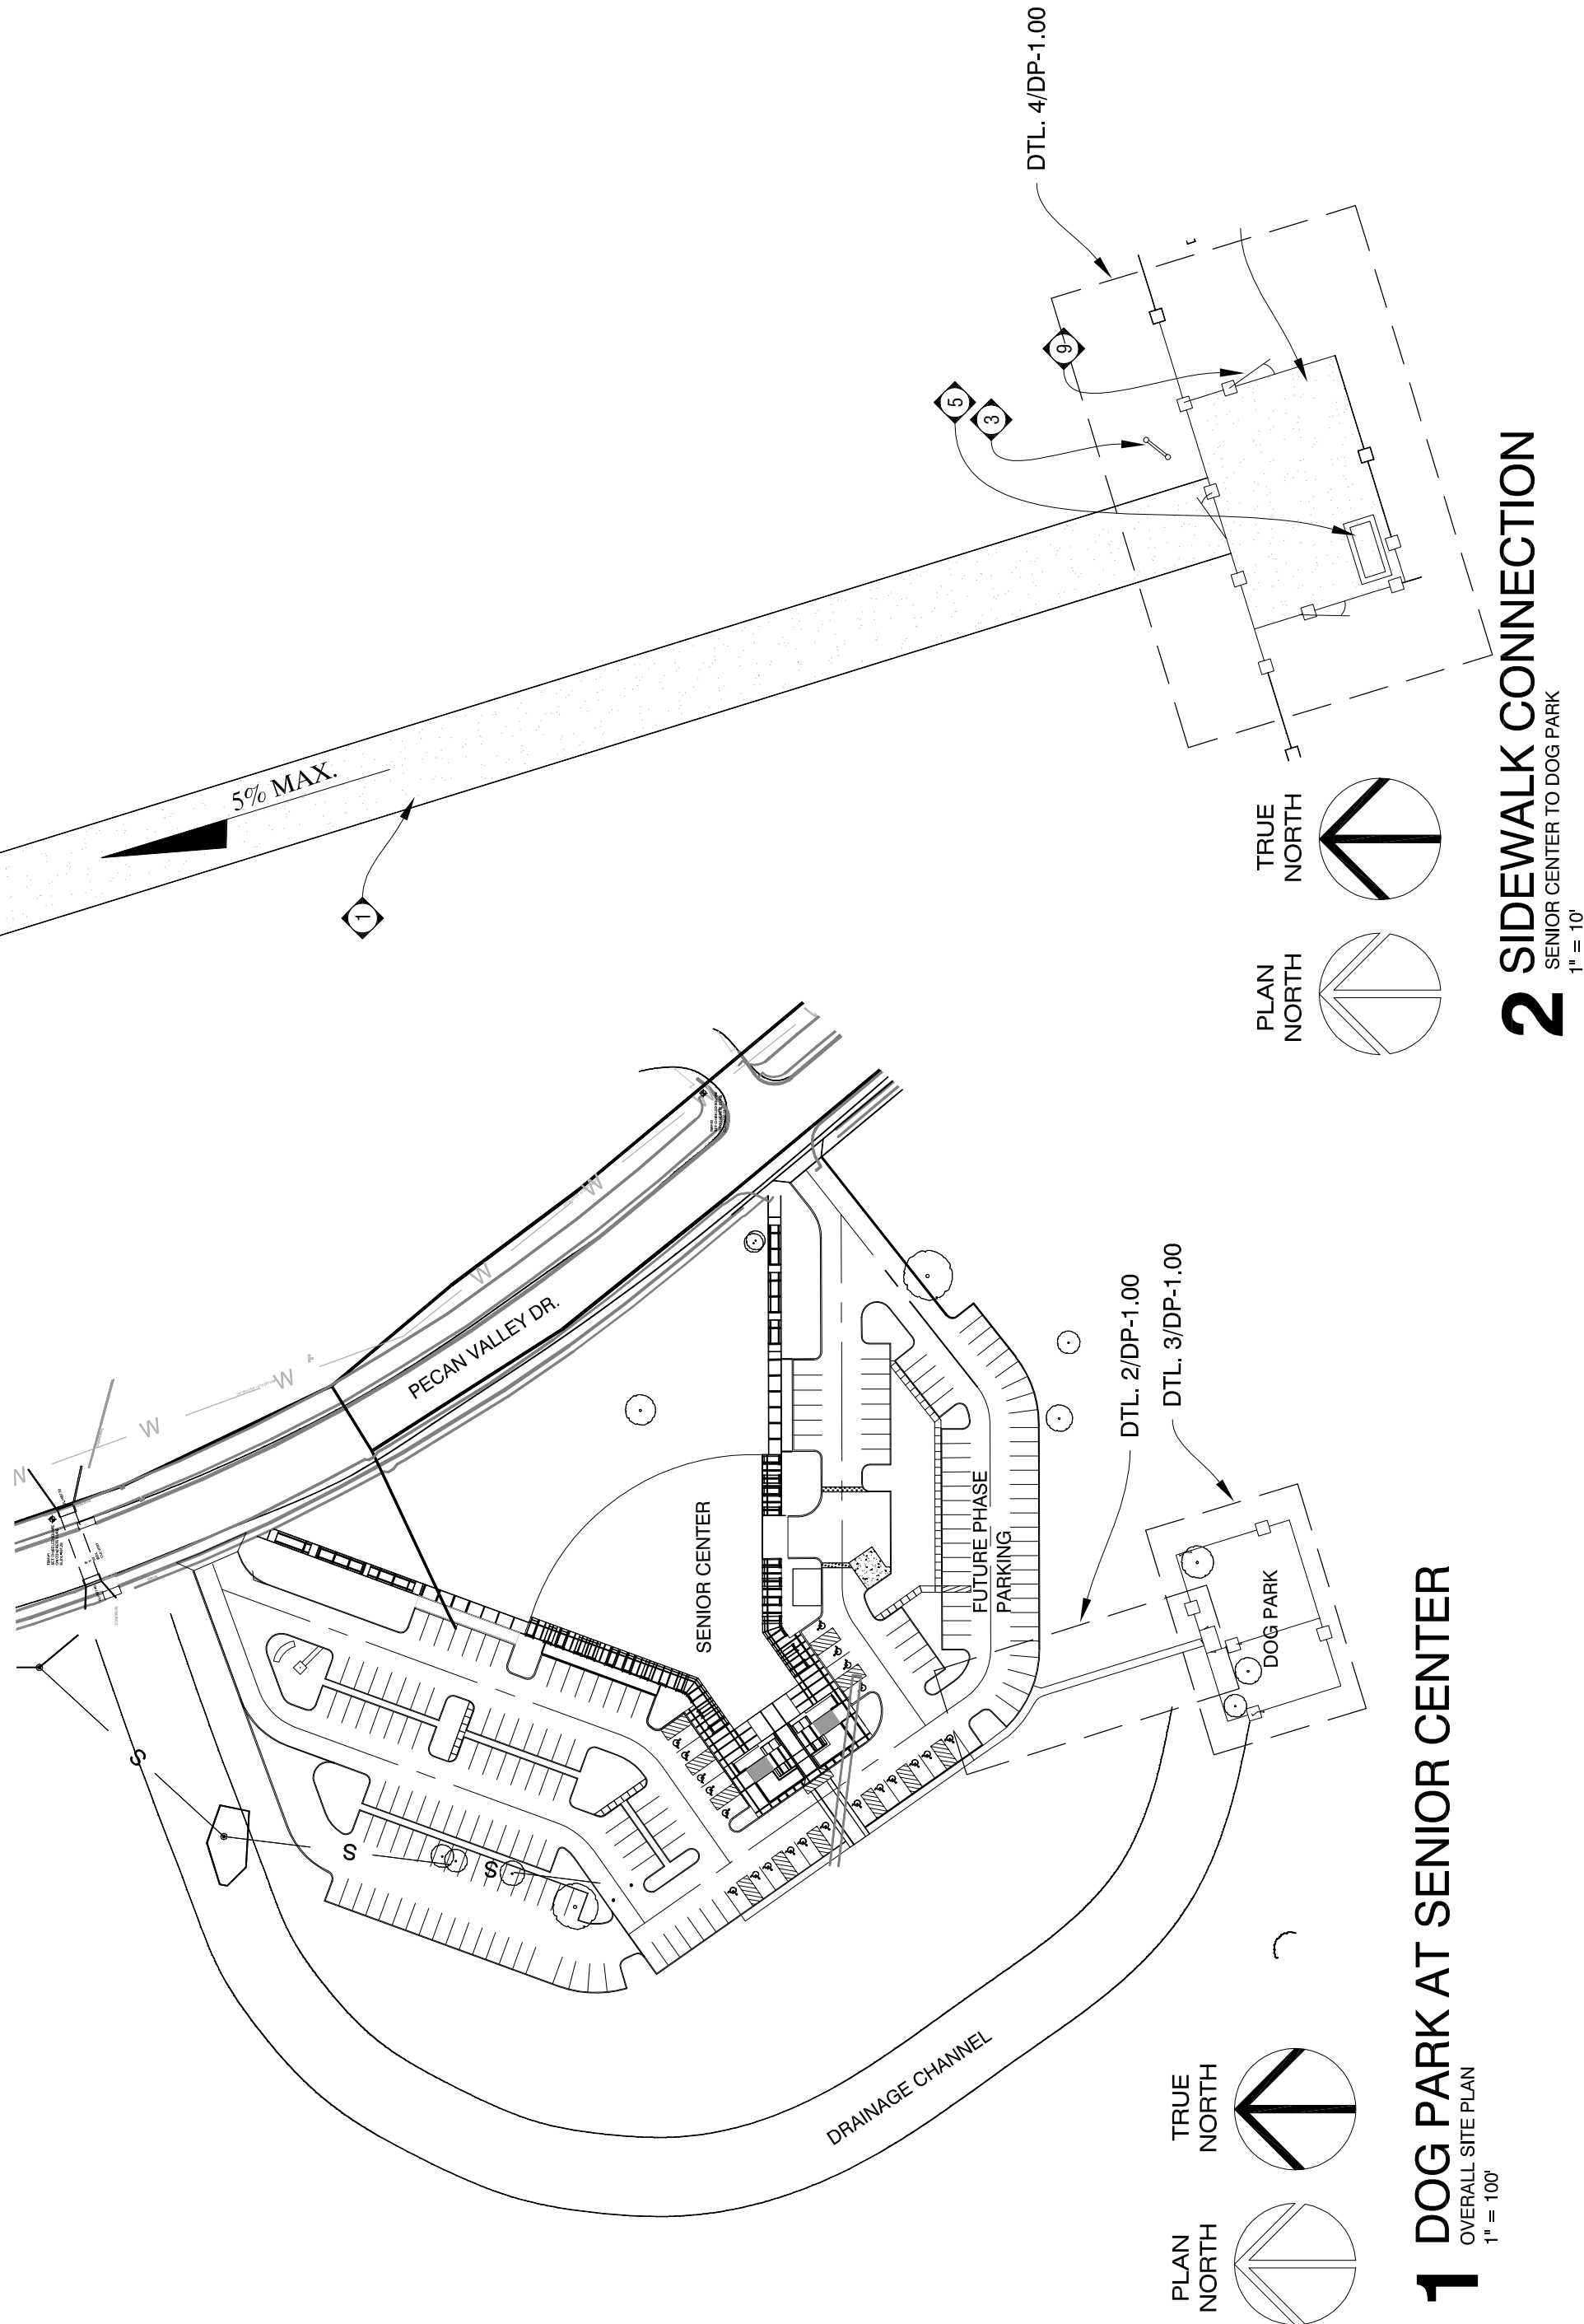 W
W
W
W
W
W
S
S
S
PECAN VALLEY DR.
SENIOR CENTER
FUTURE PHASE
PARKING
DTL. 2/DP-1.00
DTL. 3/DP-1.00
DOG PARK
DRAINAGE CHANNEL
PLAN
NORTH
TRUE
NORTH
1 DOG PARK AT SENIOR CENTER
OVERALL SITE PLAN
1" = 100'
5% MAX.
1
5
3
9
DTL. 4/DP-1.00
PLAN
NORTH
TRUE
NORTH
2 SIDEWALK CONNECTION
SENIOR CENTER TO DOG PARK
1" = 10'